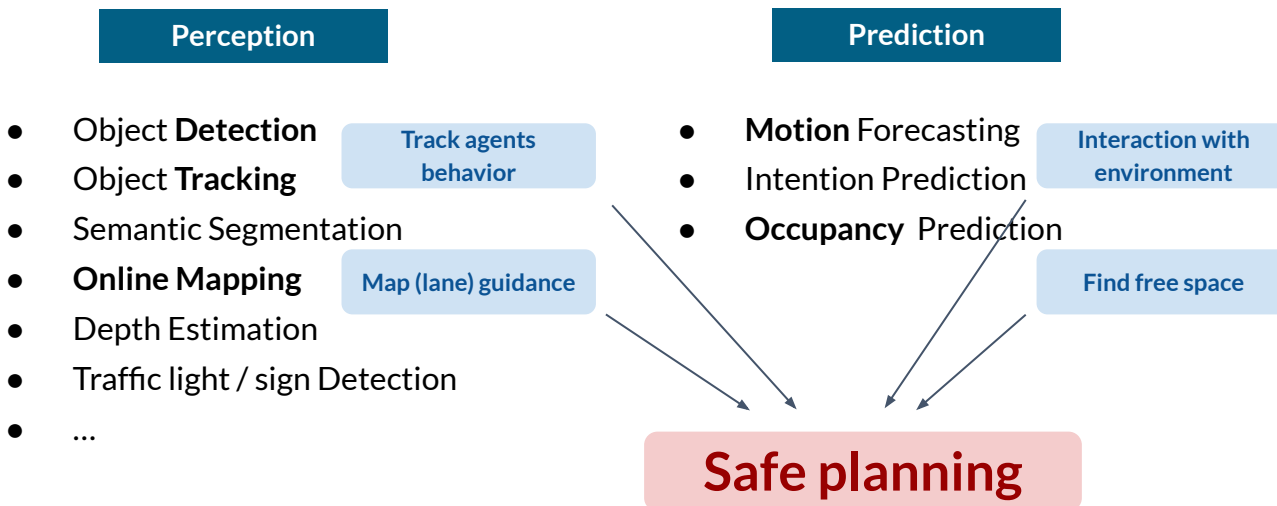 Perception
● Object Detection
● Object Tracking
● Semantic Segmentation
● Online Mapping
● Depth Estimation
● Traffic light / sign Detection
● ...
Track agents
behavior
Map (lane) guidance
Prediction
● Motion Forecasting
● Intention Prediction
● Occupancy Prediction
Interaction with
environment
Find free space
Safe planning